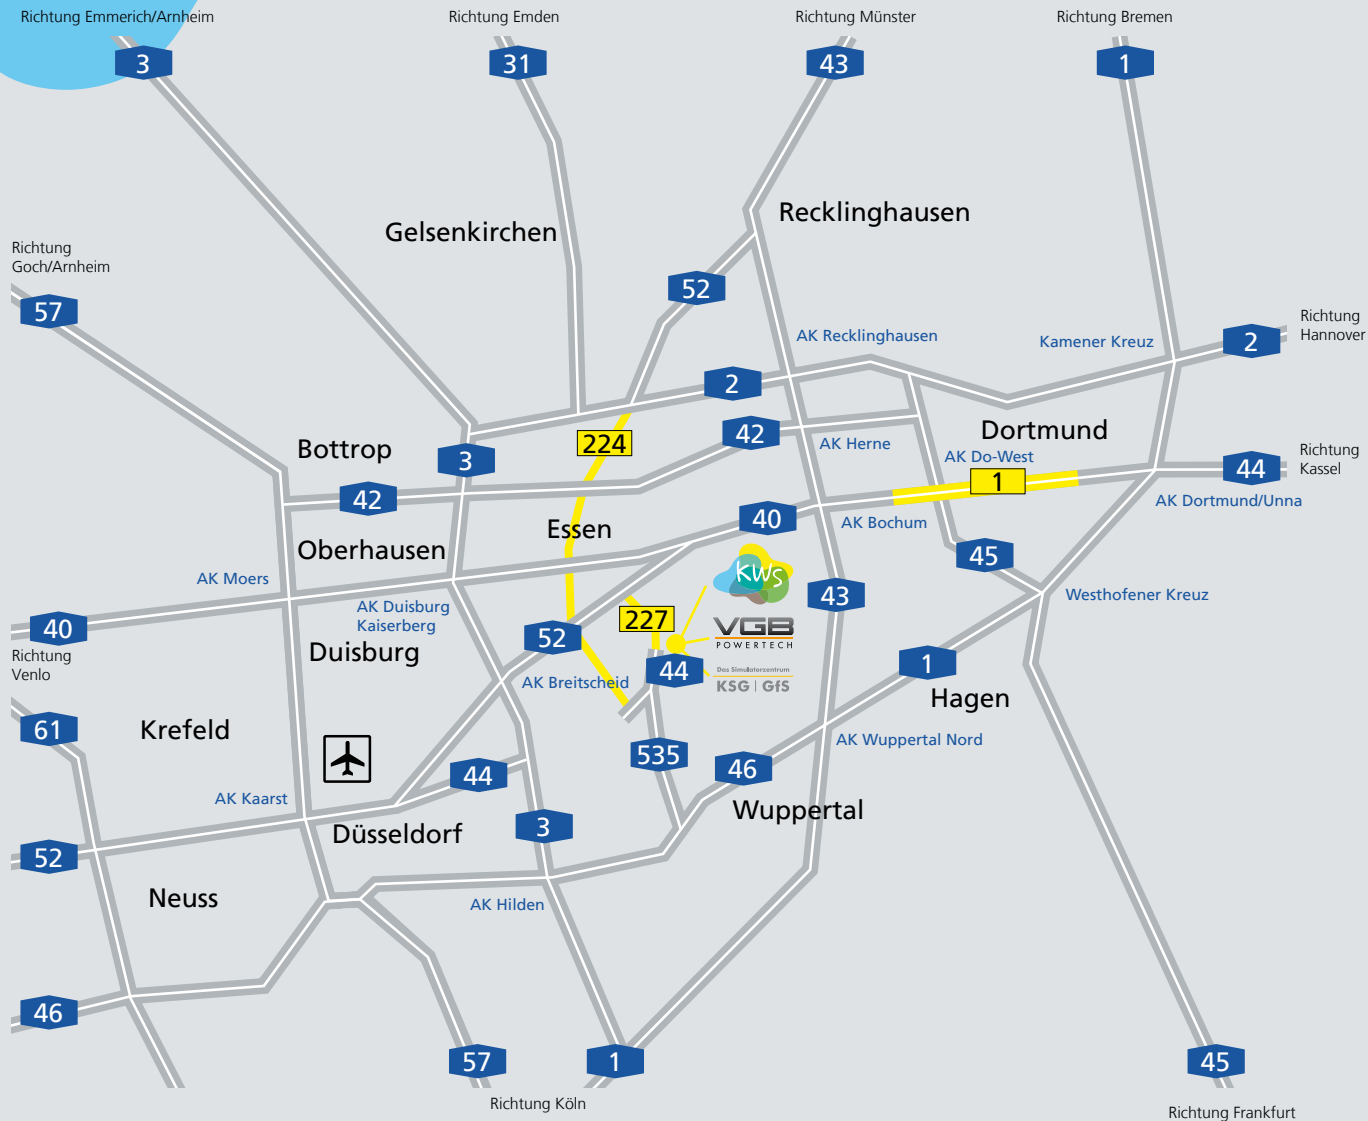 Richtung Emmerich/Arnheim
Richtung Emden
Richtung Münster
Richtung Bremen
3
31
43
1
Recklinghausen
Gelsenkirchen
Richtung
Goch/Arnheim
52
57
Richtung
Hannover
AK Recklinghausen
Kamener Kreuz
2
2
Dortmund
42
224
AK Herne
Bottrop
3
AK Do-West
Richtung
Kassel
44
1
42
AK Dortmund/Unna
40
AK Bochum
Essen
Oberhausen
45
AK Moers
KWS
43
Westhofener Kreuz
AK Duisburg
Kaiserberg
227
40
VGB
POWERTECH
52
Duisburg
Richtung
Venlo
44
Das Simulatorzentrum
KSG | GfS
AK Breitscheid
1
Hagen
61
Krefeld
AK Wuppertal Nord
535
46
44
AK Kaarst
Wuppertal
3
Düsseldorf
52
Neuss
AK Hilden
46
57
1
45
Richtung Köln
Richtung Frankfurt